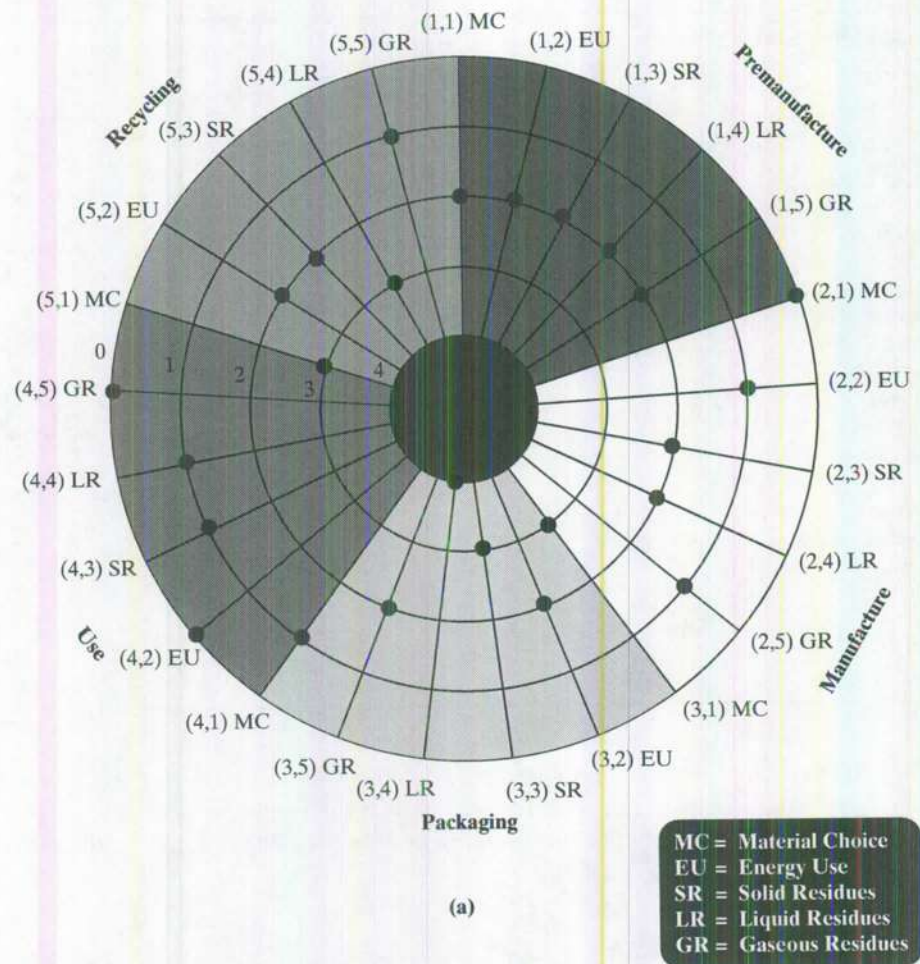 (1,1) MC
(5,5) GR
(1,2) EU
(5,4) LR
(1,3) SR
Recycling
Premanufacture
(5,3) SR
(1,4) LR
(5,2) EU
(1,5) GR
(5,1) MC
(2,1) MC
0
1
2
3
4
(4,5) GR
(2,2) EU
(4,4) LR
(2,3) SR
(4,3) SR
(2,4) LR
Use
(4,2) EU
(2,5) GR
Manufacture
(4,1) MC
(3,1) MC
(3,5) GR
(3,2) EU
(3,4) LR
(3,3) SR
Packaging
(a)
MC = Material Choice
EU = Energy Use
SR = Solid Residues
LR = Liquid Residues
GR = Gaseous Residues